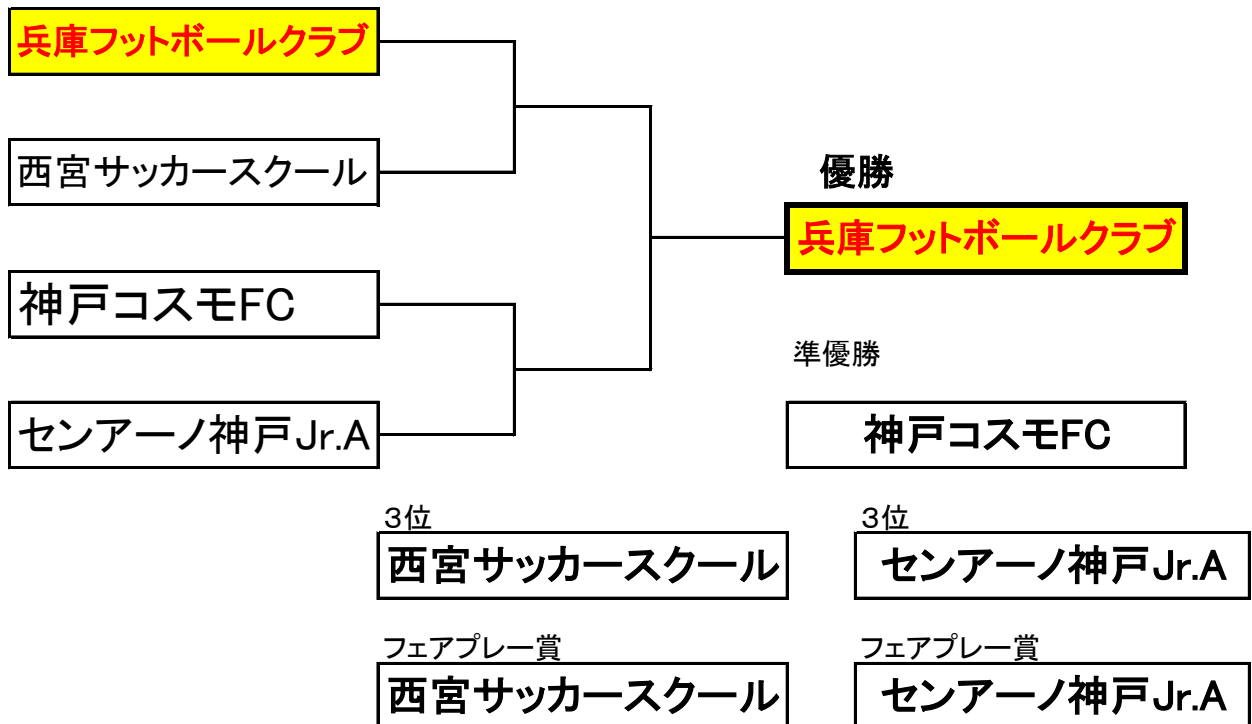 兵庫フットボールクラブ
西宮サッカースクール
優勝
兵庫フットボールクラブ
神戸コスモFC
準優勝
センアーノ神戸Jr.A
神戸コスモFC
３位
３位
西宮サッカースクール
センアーノ神戸Jr.A
フェアプレー賞
フェアプレー賞
西宮サッカースクール
センアーノ神戸Jr.A